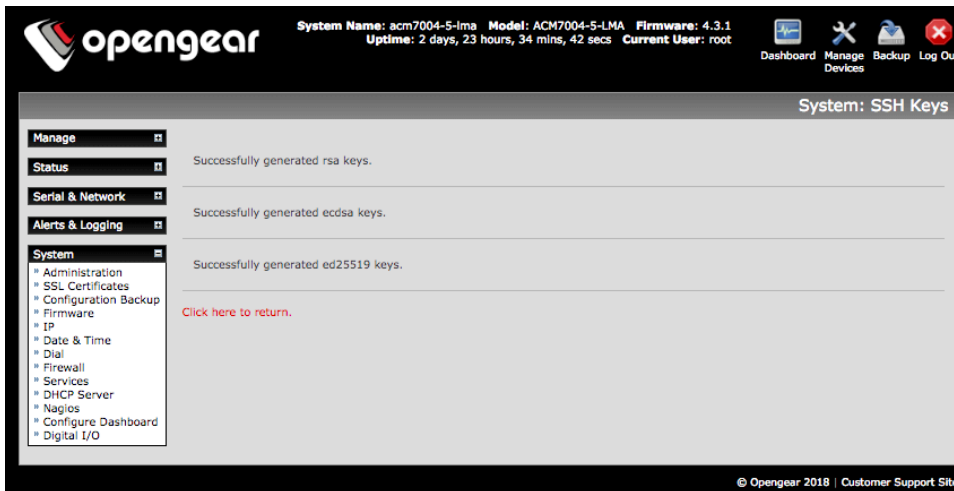 opengear
System Name: acm7004-5-lma Model: ACM7004-5-LMA Firmware: 4.3.1
Uptime: 2 days, 23 hours, 34 mins, 42 secs Current User: root
Dashboard
Manage
Devices
Backup
Log Ou
System: SSH Keys
Manage
Status
Serial & Network
Alerts & Logging
System
Administration
SSL Certificates
Configuration Backup
Firmware
IP
Date & Time
Dial
Firewall
Services
DHCP Server
Nagios
Configure Dashboard
Digital I/O
Successfully generated rsa keys.
Successfully generated ecdsa keys.
Successfully generated ed25519 keys.
Click here to return.
© Opengear 2018 | Customer Support Site